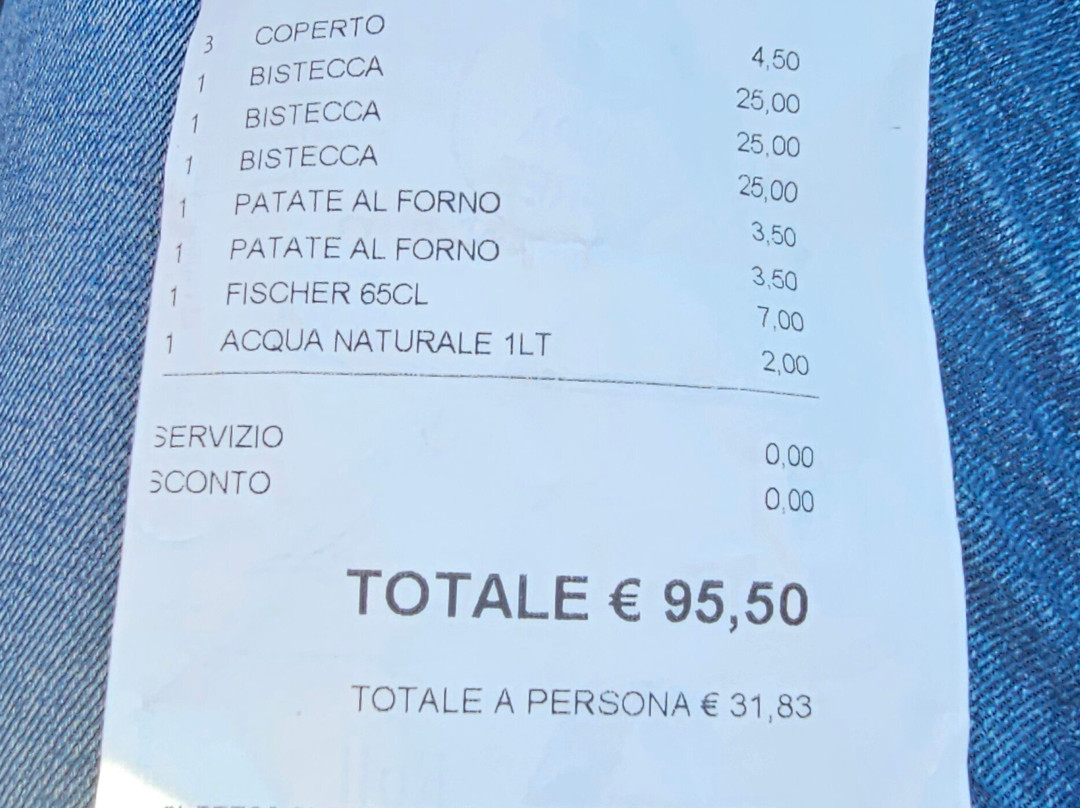 3 COPERTO 4,50
1 BISTECCA 25,00
1 BISTECCA 25,00
1 BISTECCA 25,00
1 PATATE AL FORNO 3,50
1 PATATE AL FORNO 3,50
1 FISCHER 65CL 7,00
1 ACQUA NATURALE 1LT 2,00
SERVIZIO 0,00
SCONTO 0,00
TOTALE € 95,50
TOTALE A PERSONA € 31,83